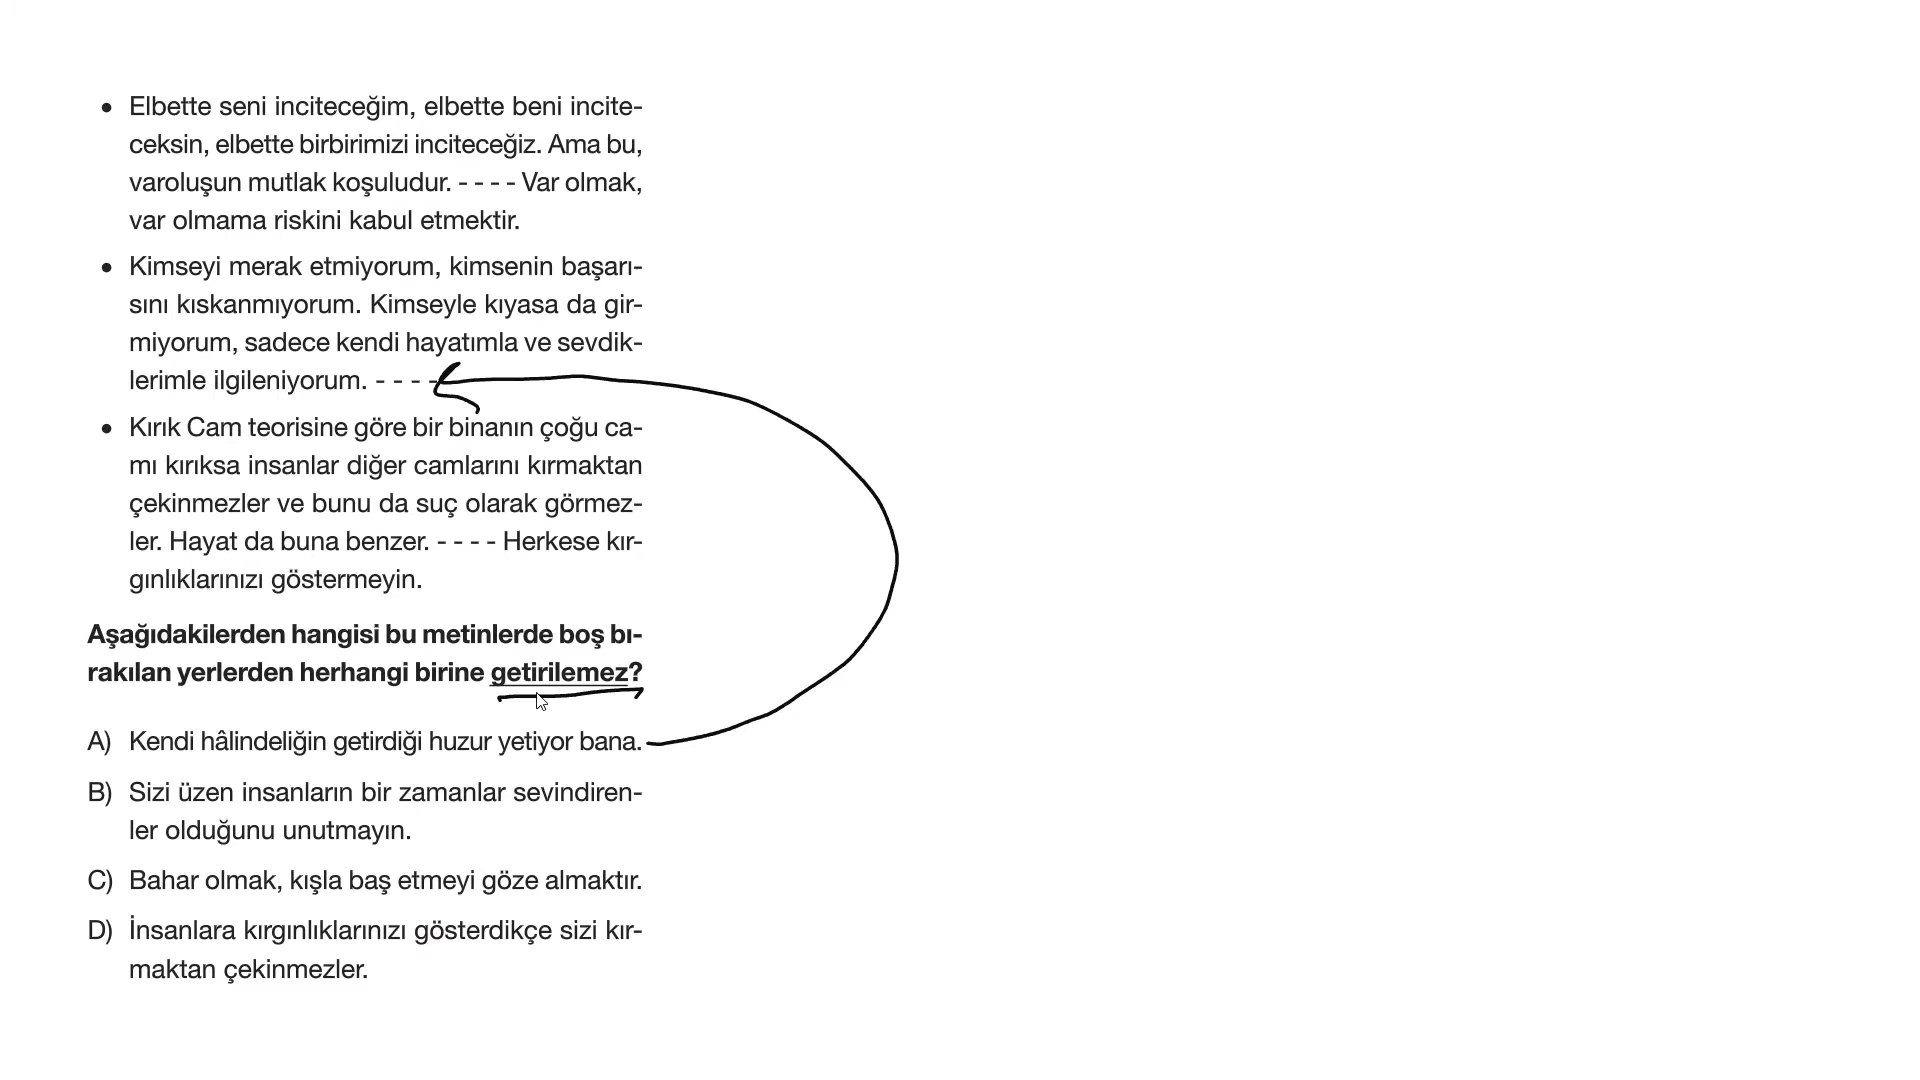 • Elbette seni inciteceğim, elbette beni incite-
ceksin, elbette birbirimizi inciteceğiz. Ama bu,
varoluşun mutlak koşuludur. - - - - Var olmak,
var olmama riskini kabul etmektir.
• Kimseyi merak etmiyorum, kimsenin başarı-
sını kıskanmıyorum. Kimseyle kıyasa da gir-
miyorum, sadece kendi hayatımla ve sevdik-
lerimle ilgileniyorum. - - - -
• Kırık Cam teorisine göre bir binanın çoğu ca-
mı kırıksa insanlar diğer camlarını kırmaktan
çekinmezler ve bunu da suç olarak görmez-
ler. Hayat da buna benzer. - - - - Herkese kır-
gınlıklarınızı göstermeyin.
Aşağıdakilerden hangisi bu metinlerde boş bı-
rakılan yerlerden herhangi birine getirilemez?
A) Kendi hâlindeliğin getirdiği huzur yetiyor bana.
B) Sizi üzen insanların bir zamanlar sevindiren-
ler olduğunu unutmayın.
C) Bahar olmak, kışla baş etmeyi göze almaktır.
D) İnsanlara kırgınlıklarınızı gösterdikçe sizi kır-
maktan çekinmezler.